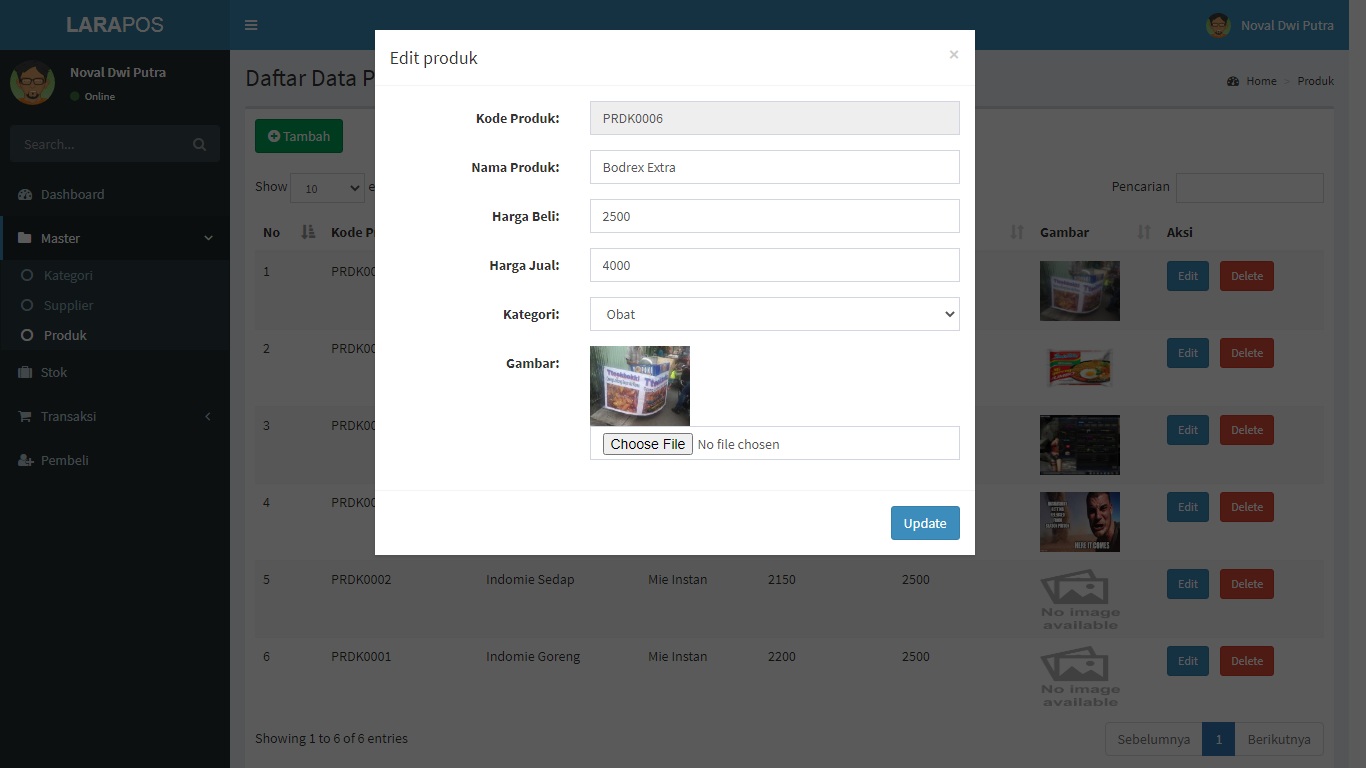 LARAPOS
Noval Dwi Putra
Noval Dwi Putra
Online
Search...
Dashboard
Master
Kategori
Supplier
Produk
Stok
Transaksi
Pembeli
Daftar Data P
Home > Produk
Tambah
Show 10 e
Pencarian
No Kode P Gambar Aksi
1 PRDK00 Edit Delete
2 PRDK00 Edit Delete
3 PRDK00 Edit Delete
4 PRDK00 Edit Delete
HERE IT COMES
5 PRDK0002 Indomie Sedap Mie Instan 2150 2500 Edit Delete
No image
available
6 PRDK0001 Indomie Goreng Mie Instan 2200 2500 Edit Delete
No image
available
Showing 1 to 6 of 6 entries
Sebelumnya 1 Berikutnya
Edit produk ×
Kode Produk: PRDK0006
Nama Produk: Bodrex Extra
Harga Beli: 2500
Harga Jual: 4000
Kategori: Obat
Gambar:
Choose File No file chosen
Update